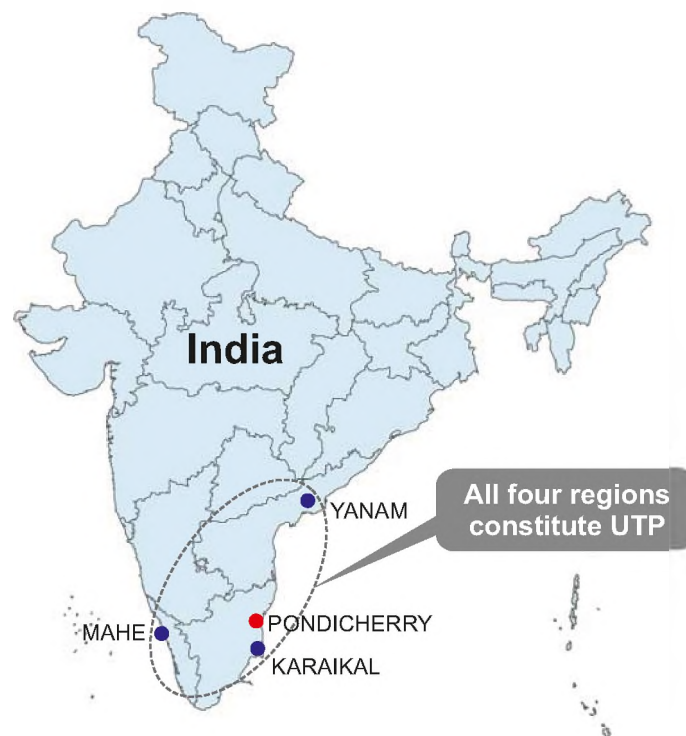 India
All four regions
constitute UTP
YANAM
PONDICHERRY
MAHE
KARAIKAL